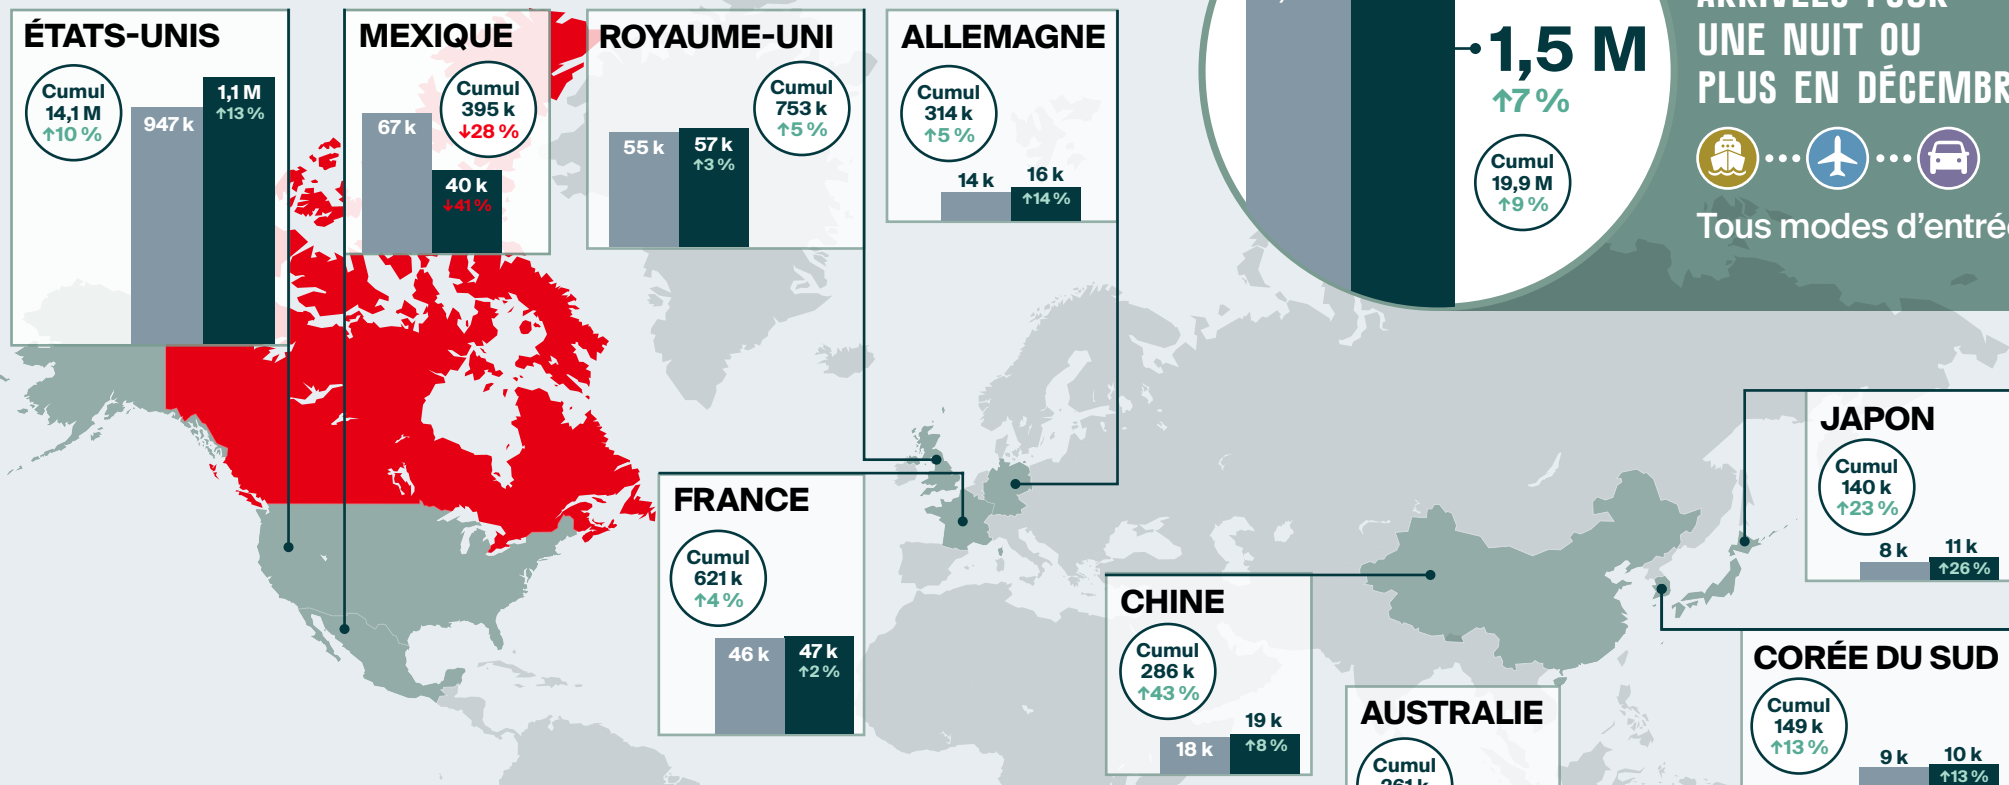 ÉTATS-UNIS
Cumul
14,1 M
↑10 %
947 k
1,1 M
↑13 %
MEXIQUE
Cumul
395 k
↓28 %
67 k
40 k
↓41 %
ROYAUME-UNI
Cumul
753 k
↑5 %
55 k
57 k
↑3 %
ALLEMAGNE
Cumul
314 k
↑5 %
14 k
16 k
↑14 %
1,5 M
↑7 %
Cumul
19,9 M
↑9 %
ARRIVÉES POUR
UNE NUIT OU
PLUS EN DÉCEMBR
Tous modes d'entrée
FRANCE
Cumul
621 k
↑4 %
46 k
47 k
↑2 %
CHINE
Cumul
286 k
↑43 %
18 k
19 k
↑8 %
AUSTRALIE
Cumul
JAPON
Cumul
140 k
↑23 %
8 k
11 k
↑26 %
CORÉE DU SUD
Cumul
149 k
↑13 %
9 k
10 k
↑13 %